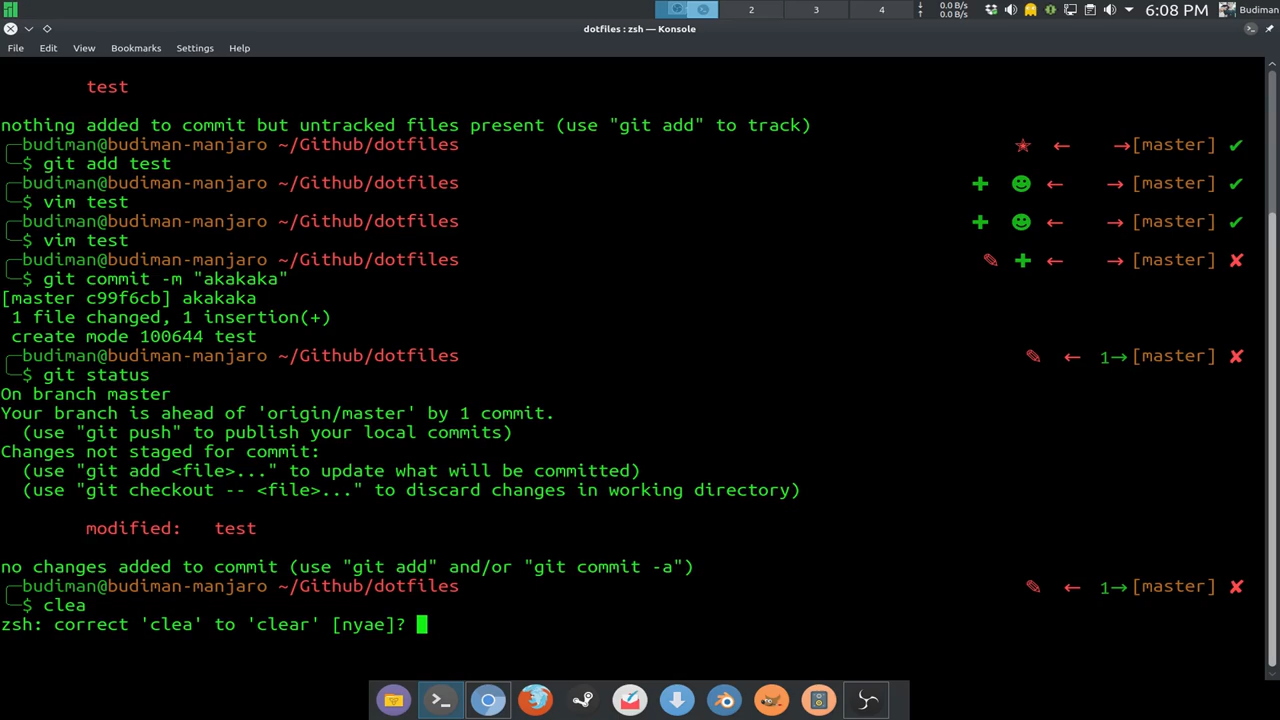 2 3 4 0.0 B/s 6:08 PM Budiman
0.0 B/s
dotfiles : zsh — Konsole
File Edit View Bookmarks Settings Help
test
nothing added to commit but untracked files present (use "git add" to track)
budiman@budiman-manjaro ~/Github/dotfiles ✭ ← →[master] ✔
$ git add test
budiman@budiman-manjaro ~/Github/dotfiles ✚ ☻ ← →[master] ✔
$ vim test
budiman@budiman-manjaro ~/Github/dotfiles ✚ ☻ ← →[master] ✔
$ vim test
budiman@budiman-manjaro ~/Github/dotfiles ✎ ✚ ← →[master] ✘
$ git commit -m "akakaka"
[master c99f6cb] akakaka
1 file changed, 1 insertion(+)
create mode 100644 test
budiman@budiman-manjaro ~/Github/dotfiles ✎ ← 1→[master] ✘
$ git status
On branch master
Your branch is ahead of 'origin/master' by 1 commit.
(use "git push" to publish your local commits)
Changes not staged for commit:
(use "git add <file>..." to update what will be committed)
(use "git checkout -- <file>..." to discard changes in working directory)
modified: test
no changes added to commit (use "git add" and/or "git commit -a")
budiman@budiman-manjaro ~/Github/dotfiles ✎ ← 1→[master] ✘
$ clea
zsh: correct 'clea' to 'clear' [nyae]?